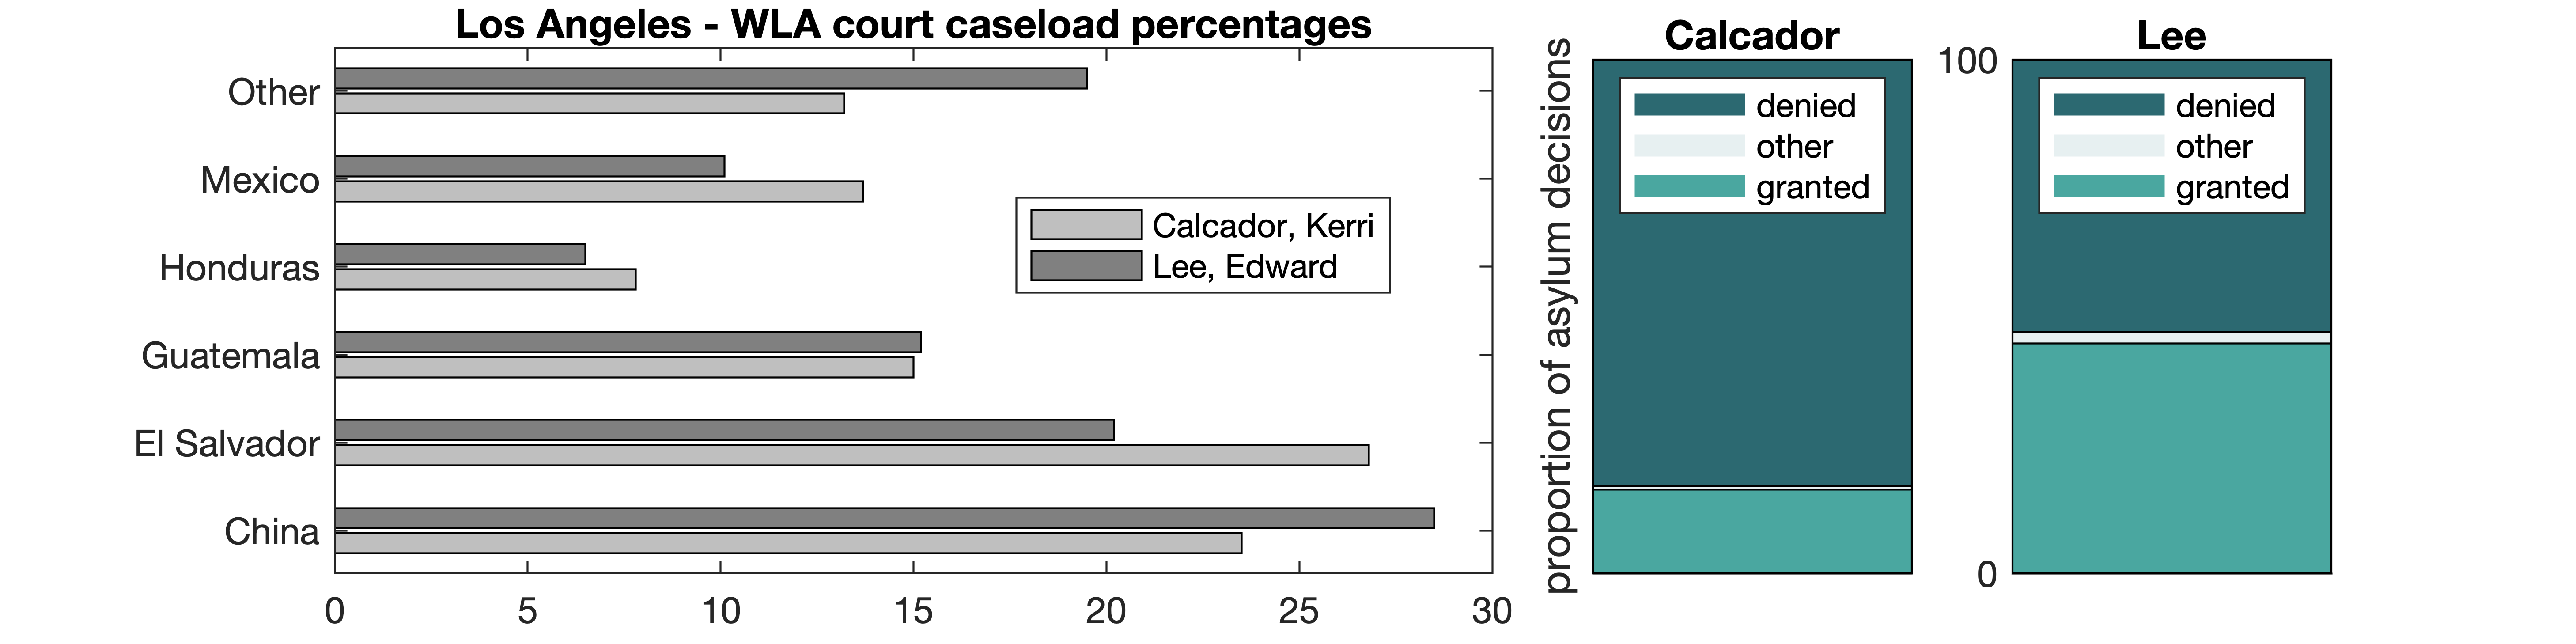 Los Angeles - WLA court caseload percentages
Other
Mexico
Honduras
Guatemala
El Salvador
China
0 5 10 15 20 25 30
Calcador, Kerri
Lee, Edward
proportion of asylum decisions
Calcador
denied
other
granted
Lee
100
0
denied
other
granted